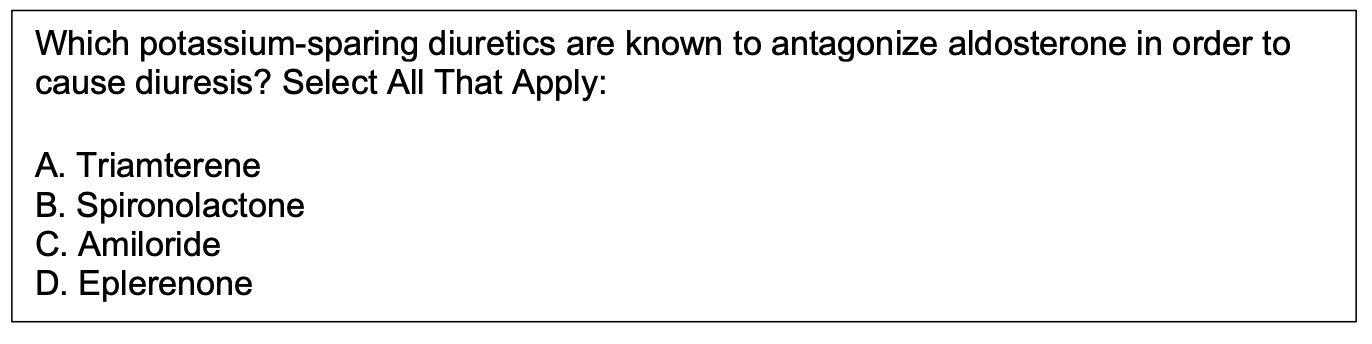 Which potassium-sparing diuretics are known to antagonize aldosterone in order to
cause diuresis? Select All That Apply:
A. Triamterene
B. Spironolactone
C. Amiloride
D. Eplerenone